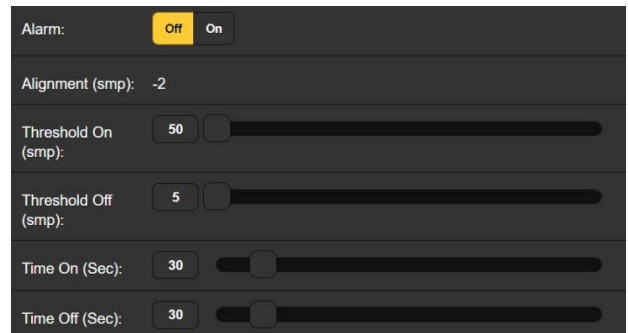 Alarm: Off On
Alignment (smp): -2
Threshold On 50
(smp):
Threshold Off 5
(smp):
Time On (Sec): 30
Time Off (Sec): 30